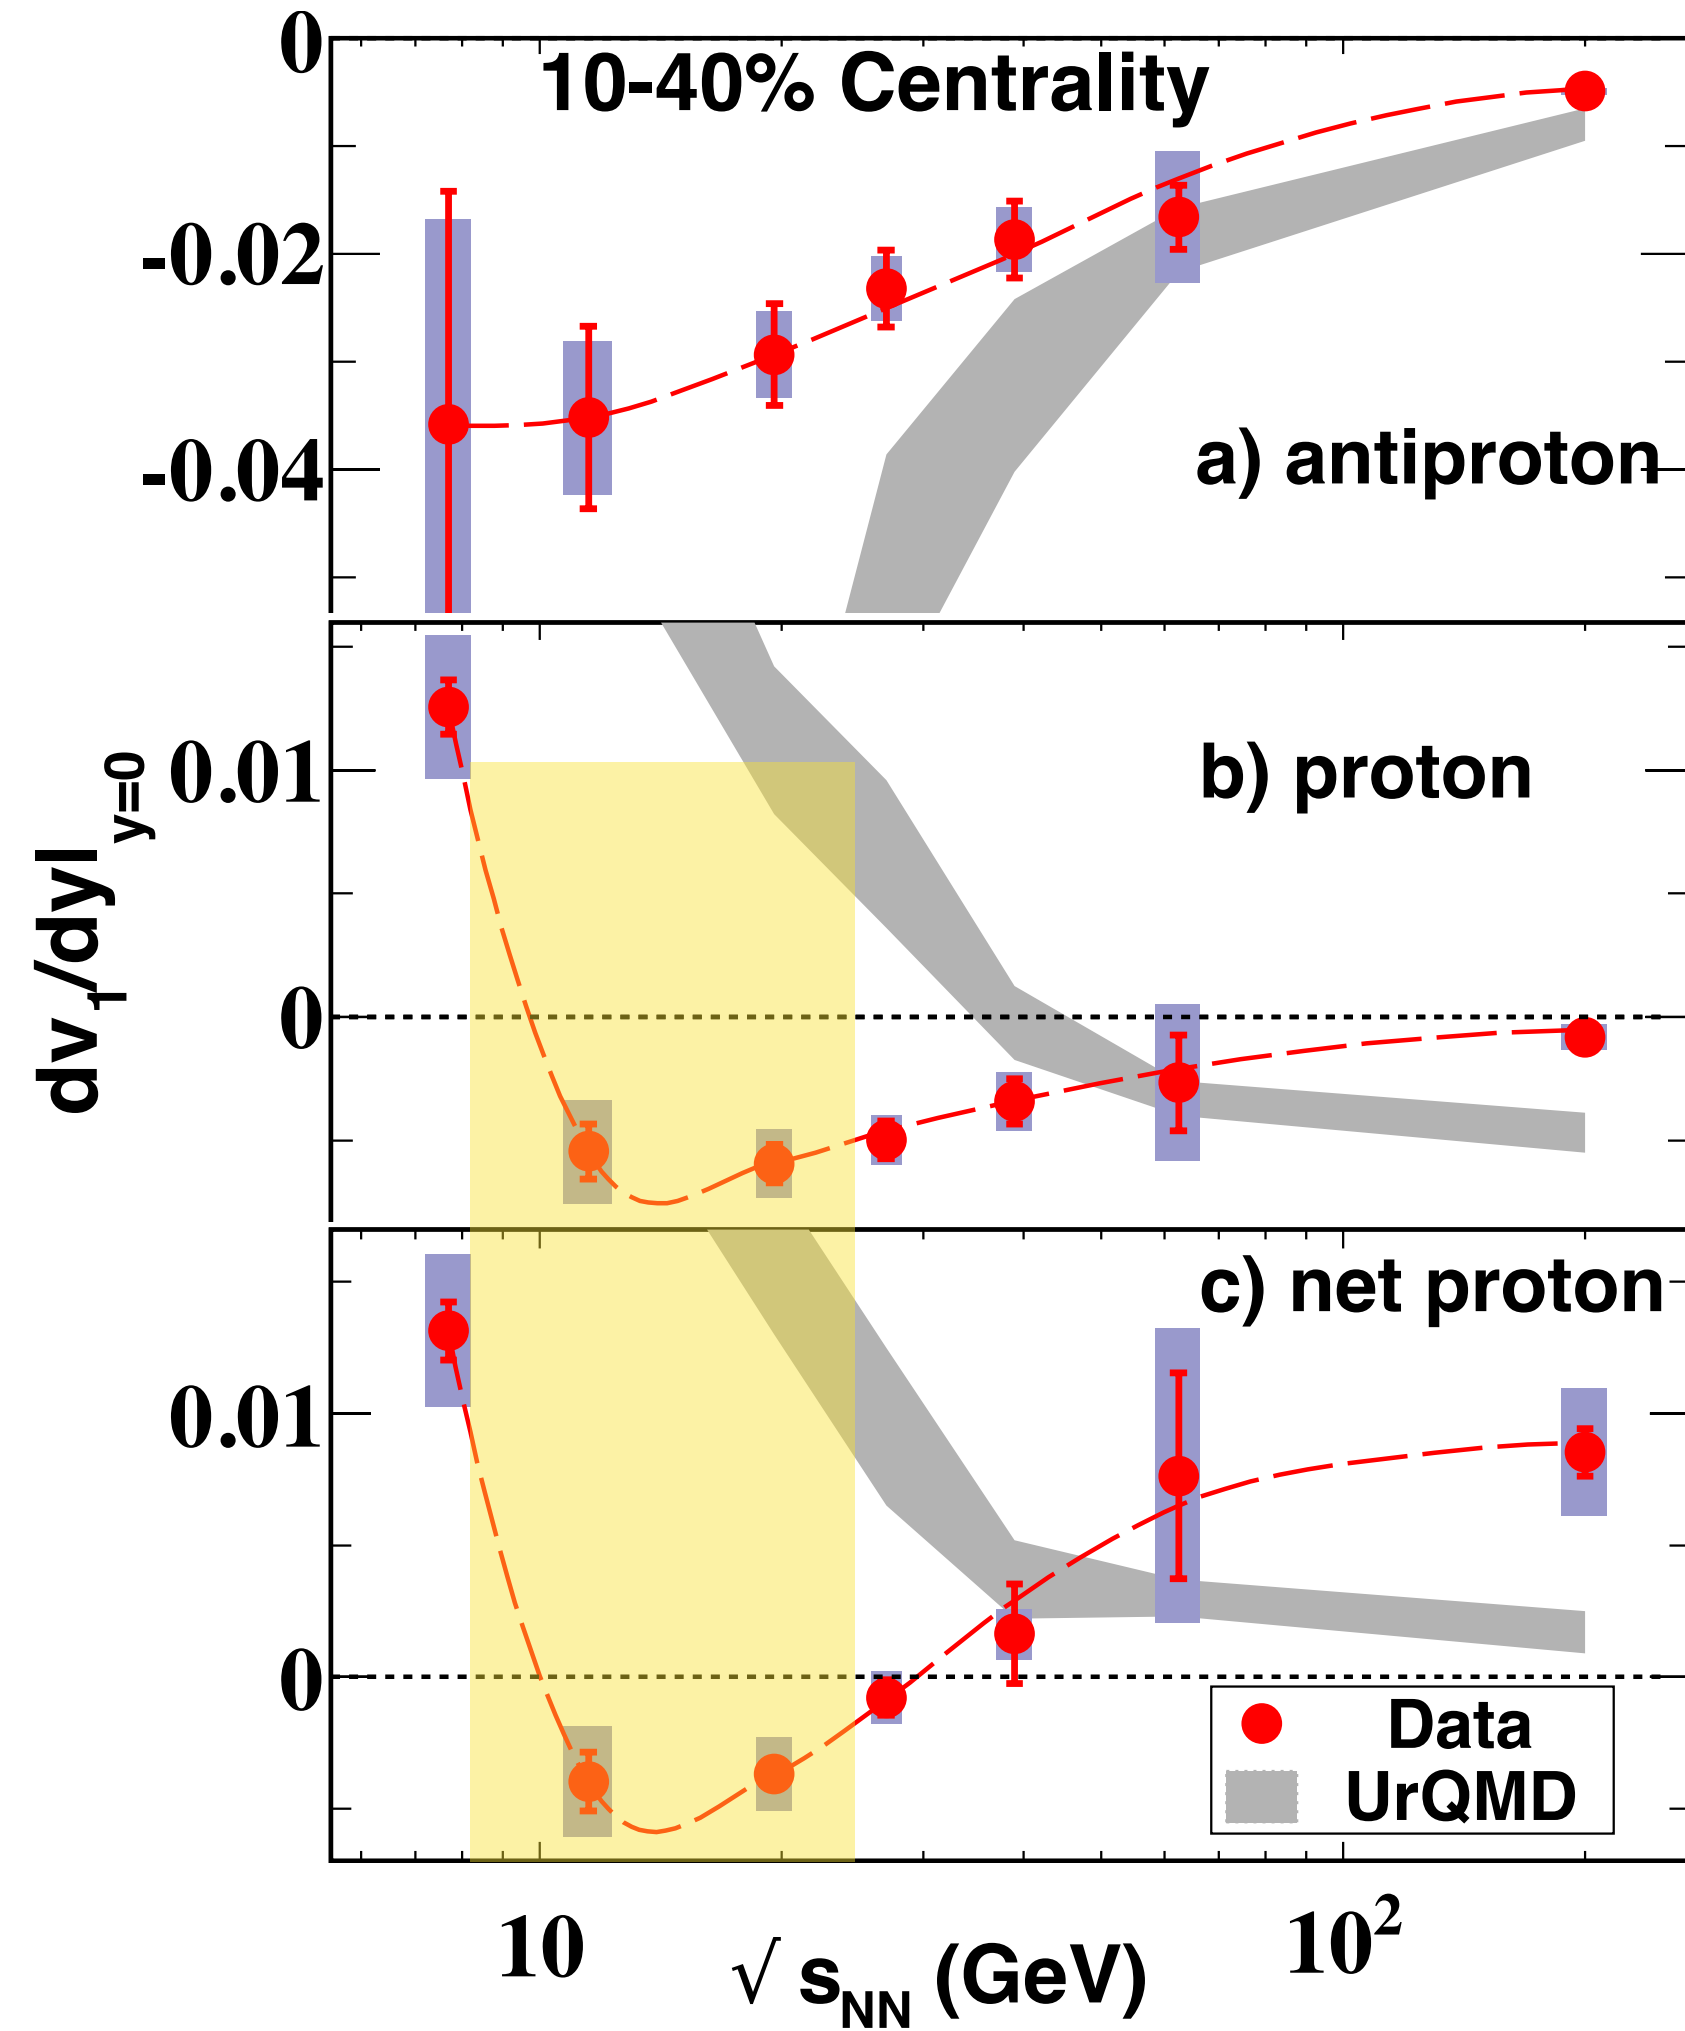 10-40% Centrality
0
-0.02
-0.04
a) antiproton
0.01
0
b) proton
dv1/dy|y=0
c) net proton
0.01
0
Data
UrQMD
10
10²
√ sNN (GeV)